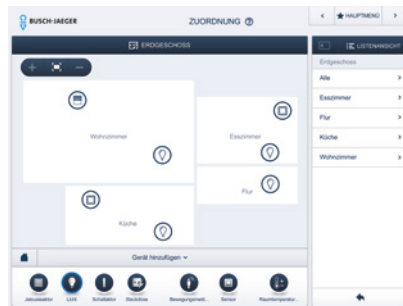 BUSCH-JAEGER
ZUORDNUNG ?
HAUPTMENÜ
ERDGESCHOSS
LISTENANSICHT
Erdgeschoss
Alle
Esszimmer
Flur
Küche
Wohnzimmer
Wohnzimmer
Esszimmer
Flur
Küche
Gerät hinzufügen
Jalousieaktor
Licht
Schaltaktor
Steckdose
Bewegungsmeld...
Sensor
Raumtemperatur...